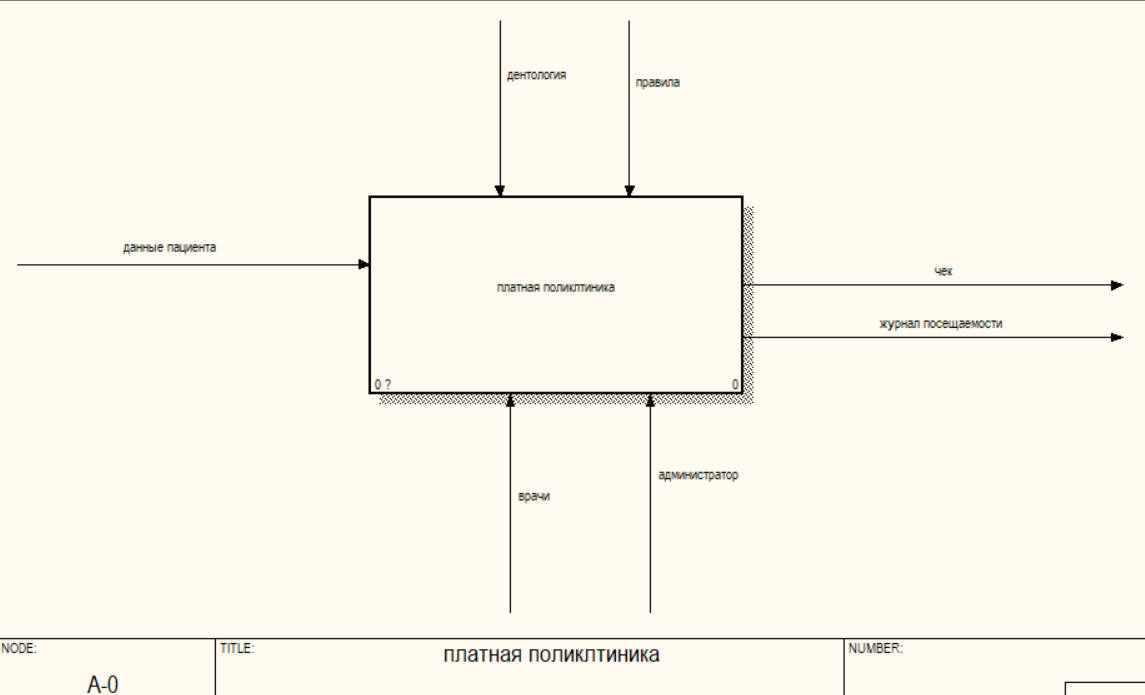 дентология
правила
данные пациента
платная поликлтиника
чек
журнал посещаемости
0 ?
0
администратор
врачи
NODE:
TITLE:
платная поликлтиника
NUMBER:
A-0